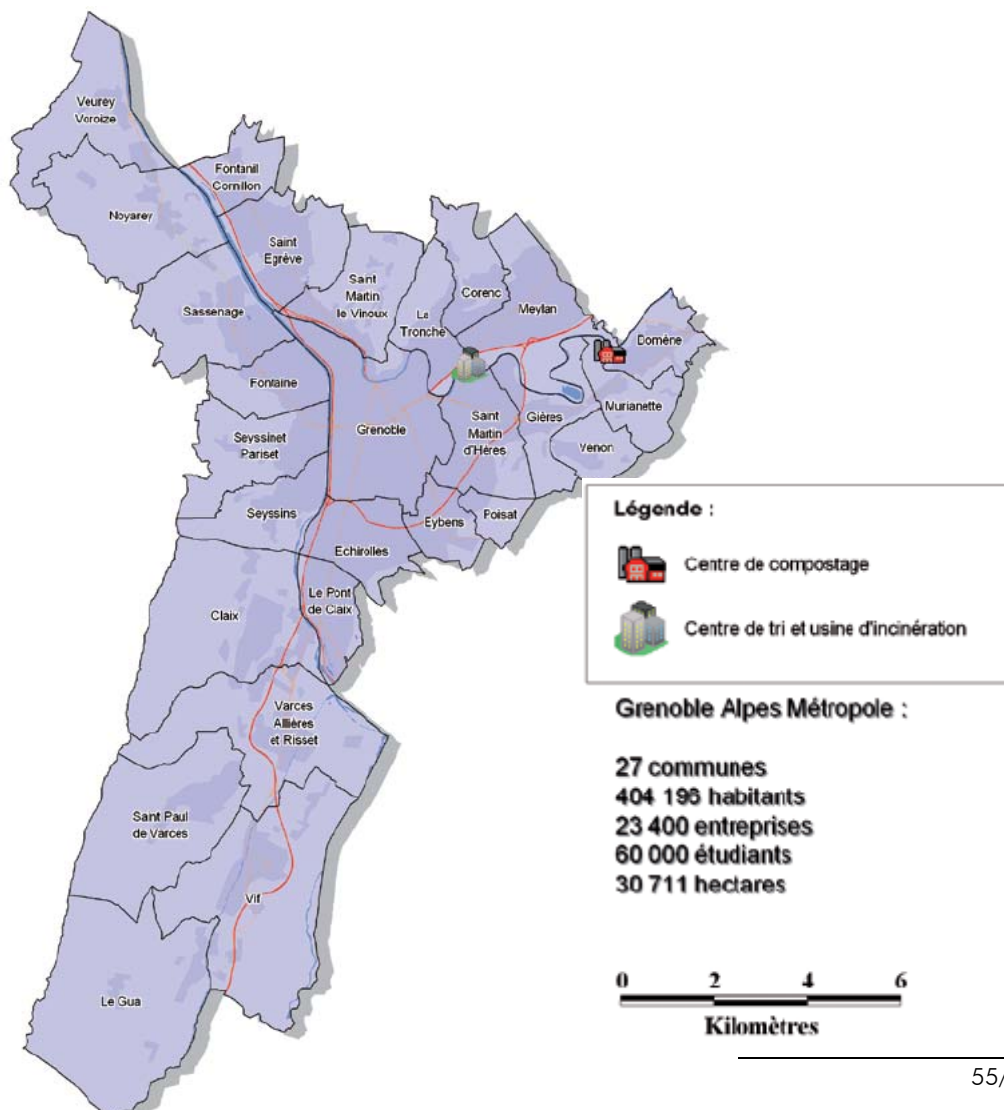 Veurey
Voroize
Fontanil
Cornillon
Noyarey
Saint
Egrève
Saint
Martin
le Vinoux
Corenc
Meylan
La
Tronche
Sassenage
Domène
Fontaine
Murianette
Gières
Grenoble
Saint
Martin
d'Hères
Venon
Seyssinet
Pariset
Seyssins
Poisat
Eybens
Echirolles
Le Pont
de Claix
Claix
Varces
Allières
et Risset
Saint Paul
de Varces
Vif
Le Gua
Légende :
Centre de compostage
Centre de tri et usine d'incinération
Grenoble Alpes Métropole :
27 communes
404 196 habitants
23 400 entreprises
60 000 étudiants
30 711 hectares
0 2 4 6
Kilomètres
55/